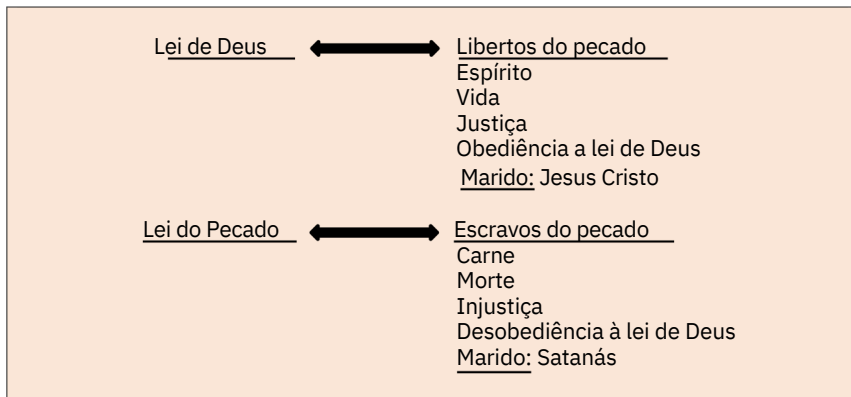 Lei de Deus
Libertos do pecado
Espírito
Vida
Justiça
Obediência a lei de Deus
Marido: Jesus Cristo
Lei do Pecado
Escravos do pecado
Carne
Morte
Injustiça
Desobediência à lei de Deus
Marido: Satanás